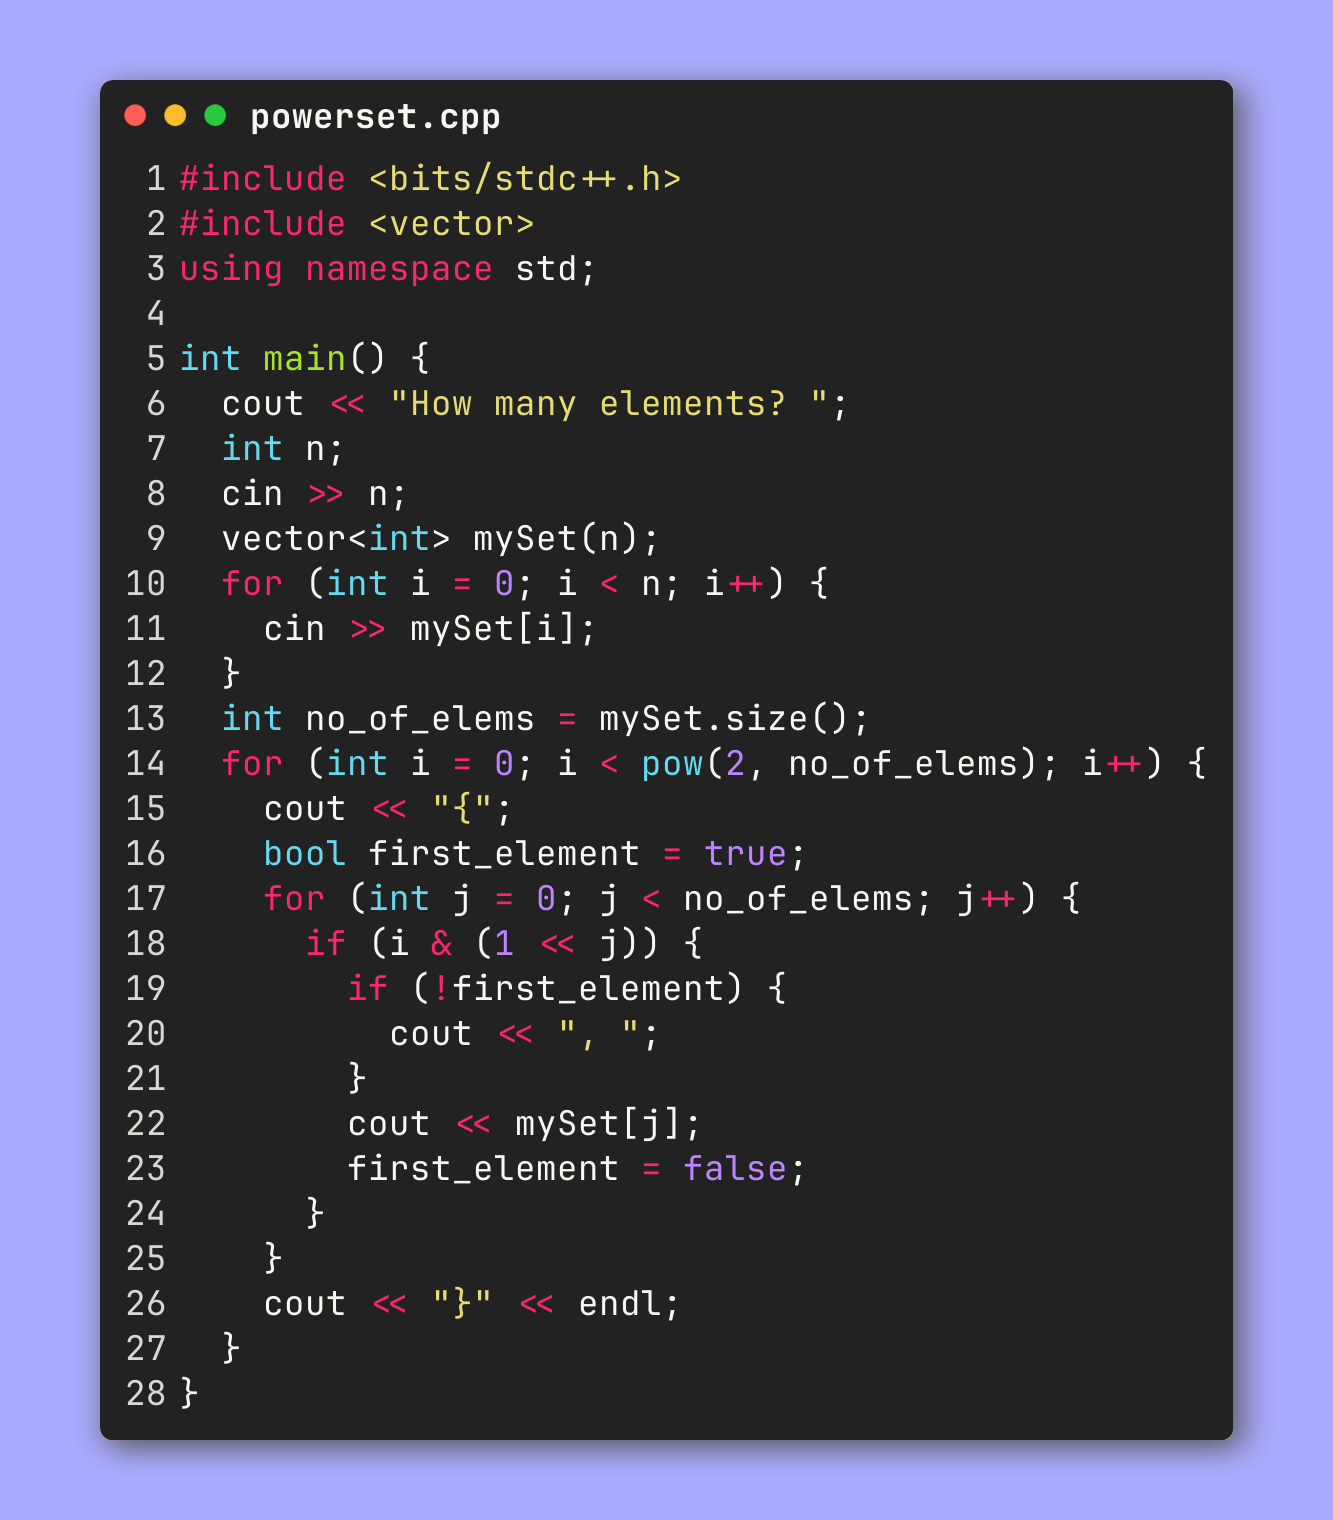 powerset.cpp
1 #include <bits/stdc++.h>
2 #include <vector>
3 using namespace std;
4
5 int main() {
6   cout << "How many elements? ";
7   int n;
8   cin >> n;
9   vector<int> mySet(n);
10   for (int i = 0; i < n; i++) {
11     cin >> mySet[i];
12   }
13   int no_of_elems = mySet.size();
14   for (int i = 0; i < pow(2, no_of_elems); i++) {
15     cout << "{";
16     bool first_element = true;
17     for (int j = 0; j < no_of_elems; j++) {
18       if (i & (1 << j)) {
19         if (!first_element) {
20           cout << ", ";
21         }
22         cout << mySet[j];
23         first_element = false;
24       }
25     }
26     cout << "}" << endl;
27   }
28 }